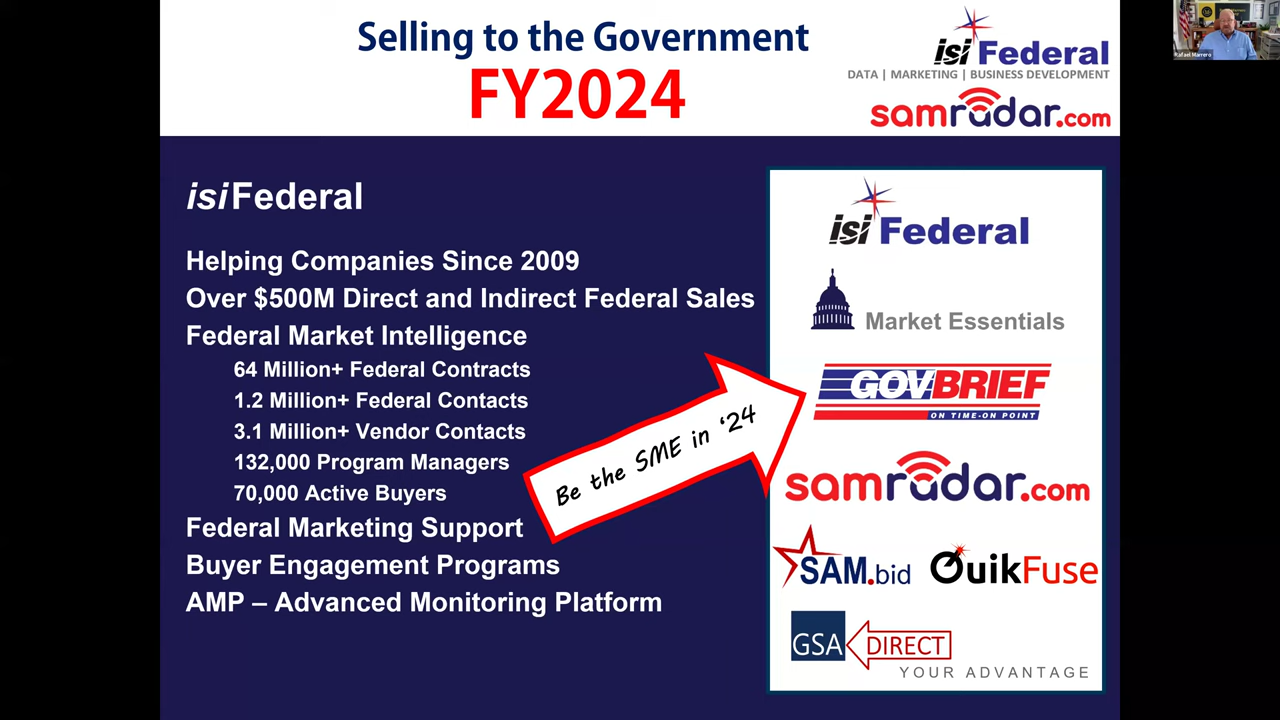 Selling to the Government
FY2024
isi Federal
DATA | MARKETING | BUSINESS DEVELOPMENT
samradar.com
Rafael Marrero
isiFederal
Helping Companies Since 2009
Over $500M Direct and Indirect Federal Sales
Federal Market Intelligence
64 Million+ Federal Contracts
1.2 Million+ Federal Contacts
3.1 Million+ Vendor Contacts
132,000 Program Managers
70,000 Active Buyers
Federal Marketing Support
Buyer Engagement Programs
AMP – Advanced Monitoring Platform
Be the SME in ‘24
isi Federal
Market Essentials
GOVBRIEF
ON TIME-ON POINT
samradar.com
SAM.bid
QuikFuse
GSA DIRECT
YOUR ADVANTAGE